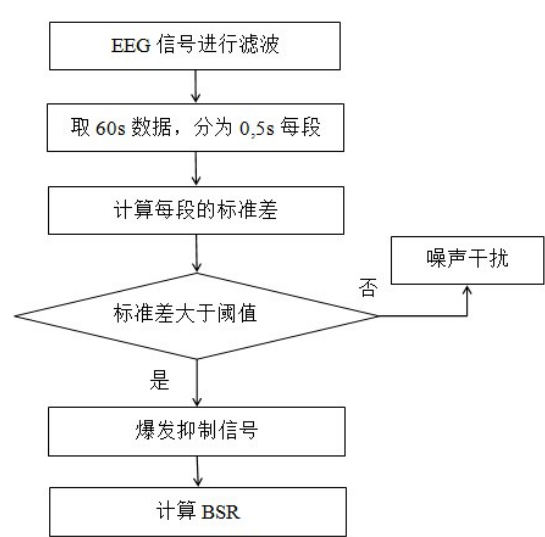 EEG 信号进行滤波
取 60s 数据，分为 0,5s 每段
计算每段的标准差
噪声干扰
否
标准差大于阈值
是
爆发抑制信号
计算 BSR